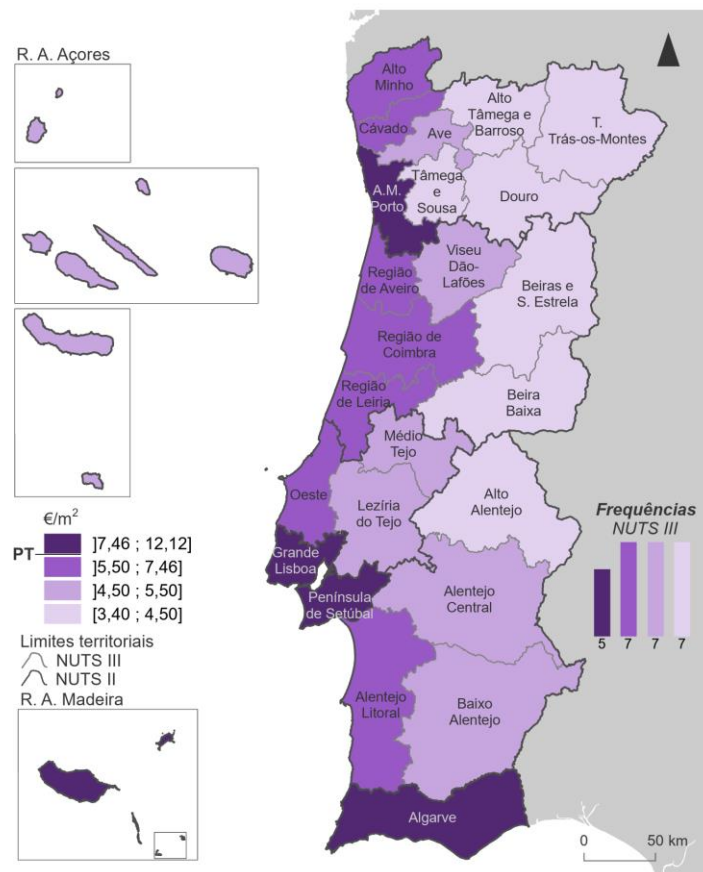 R. A. Açores
Alto
Minho
Cávado
Ave
Alto
Tâmega e
Barroso
T.
Trás-os-Montes
A.M.
Porto
Tâmega
e
Sousa
Douro
Região
de Aveiro
Viseu
Dão-
Lafões
Beiras e
S. Estrela
Região de
Coimbra
Região
de Leiria
Beira
Baixa
Médio
Tejo
Oeste
Lezíria
do Tejo
Alto
Alentejo
Grande
Lisboa
Península
de Setúbal
Alentejo
Central
Alentejo
Litoral
Baixo
Alentejo
Algarve
€/m²
PT
]7,46 ; 12,12]
]5,50 ; 7,46]
]4,50 ; 5,50]
[3,40 ; 4,50]
Limites territoriais
NUTS III
NUTS II
R. A. Madeira
Frequências
NUTS III
5 7 7 7
0 50 km